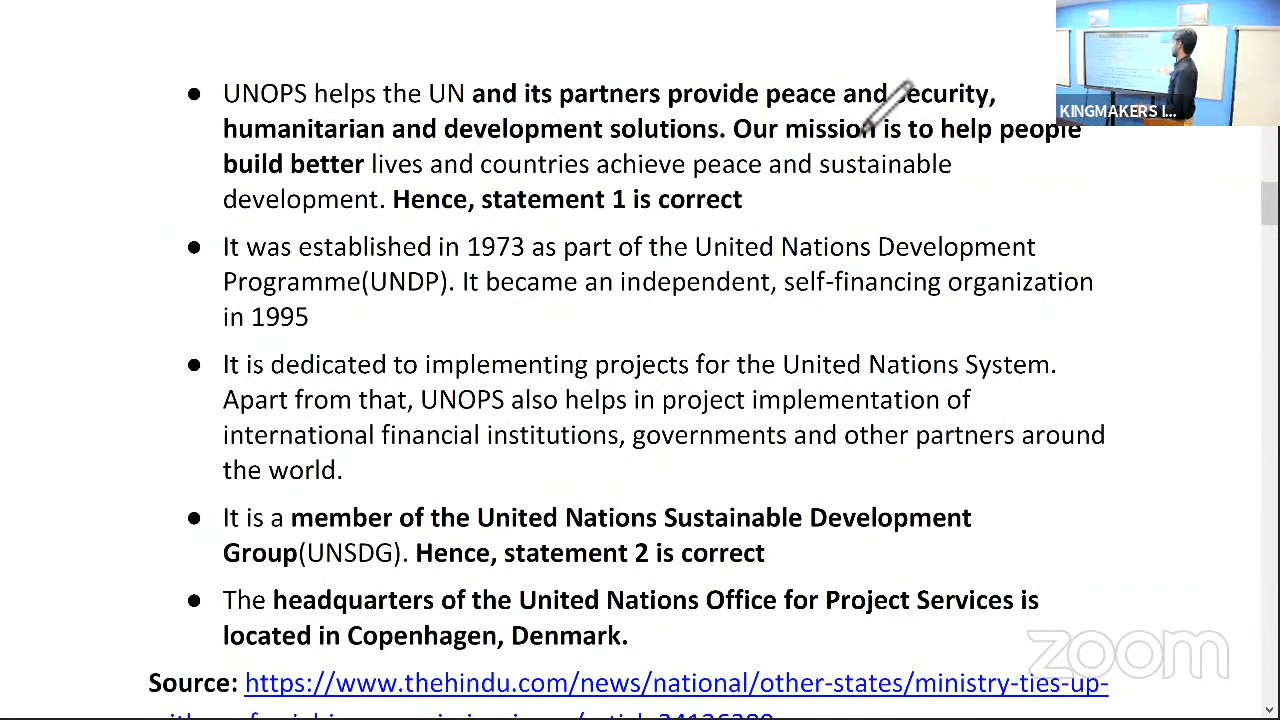 KINGMAKERS I...
● UNOPS helps the UN and its partners provide peace and security,
humanitarian and development solutions. Our mission is to help people
build better lives and countries achieve peace and sustainable
development. Hence, statement 1 is correct
● It was established in 1973 as part of the United Nations Development
Programme(UNDP). It became an independent, self-financing organization
in 1995
● It is dedicated to implementing projects for the United Nations System.
Apart from that, UNOPS also helps in project implementation of
international financial institutions, governments and other partners around
the world.
● It is a member of the United Nations Sustainable Development
Group(UNSDG). Hence, statement 2 is correct
● The headquarters of the United Nations Office for Project Services is
located in Copenhagen, Denmark.
zoom
Source: https://www.thehindu.com/news/national/other-states/ministry-ties-up-